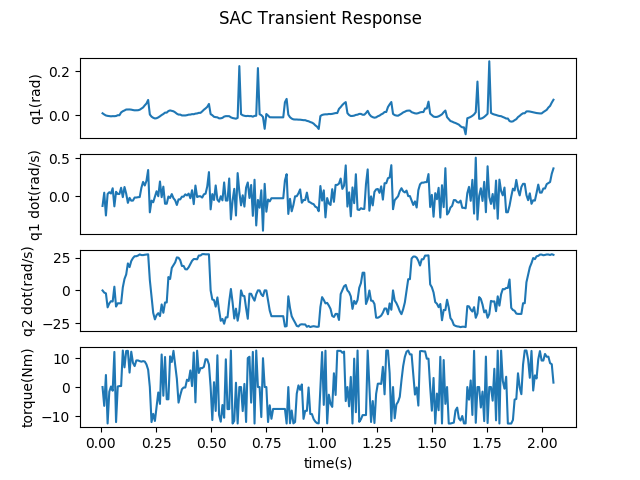 SAC Transient Response
q1(rad)
0.2
0.0
q1 dot(rad/s)
0.5
0.0
q2 dot(rad/s)
25
0
−25
torque(Nm)
10
0
−10
0.00 0.25 0.50 0.75 1.00 1.25 1.50 1.75 2.00
time(s)